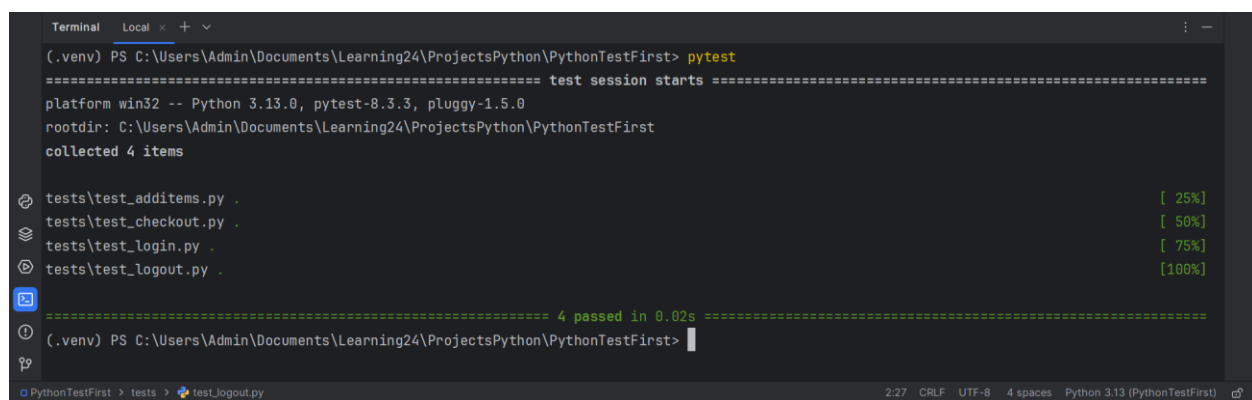 Terminal Local × + ⌄
(.venv) PS C:\Users\Admin\Documents\Learning24\ProjectsPython\PythonTestFirst> pytest
============================================================= test session starts =============================================================
platform win32 -- Python 3.13.0, pytest-8.3.3, pluggy-1.5.0
rootdir: C:\Users\Admin\Documents\Learning24\ProjectsPython\PythonTestFirst
collected 4 items
tests\test_additems.py . [ 25%]
tests\test_checkout.py . [ 50%]
tests\test_login.py . [ 75%]
tests\test_logout.py . [100%]
============================================================== 4 passed in 0.02s ==============================================================
(.venv) PS C:\Users\Admin\Documents\Learning24\ProjectsPython\PythonTestFirst>
PythonTestFirst > tests > test_logout.py 2:27 CRLF UTF-8 4 spaces Python 3.13 (PythonTestFirst)